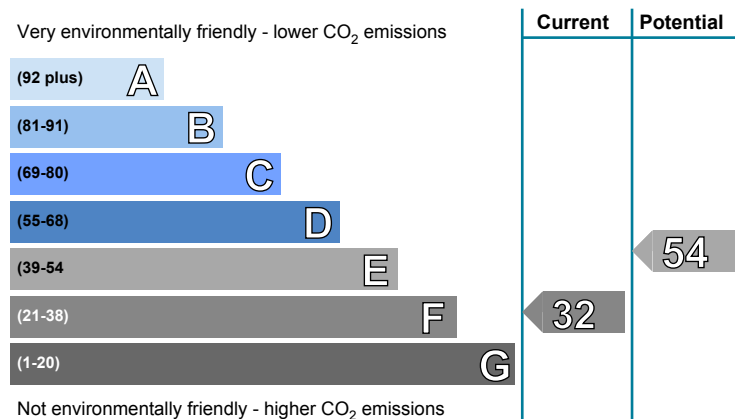 Very environmentally friendly - lower CO₂ emissions
Current
Potential
(92 plus) A
(81-91) B
(69-80) C
(55-68) D
(39-54 E
(21-38) F
(1-20) G
32
54
Not environmentally friendly - higher CO₂ emissions